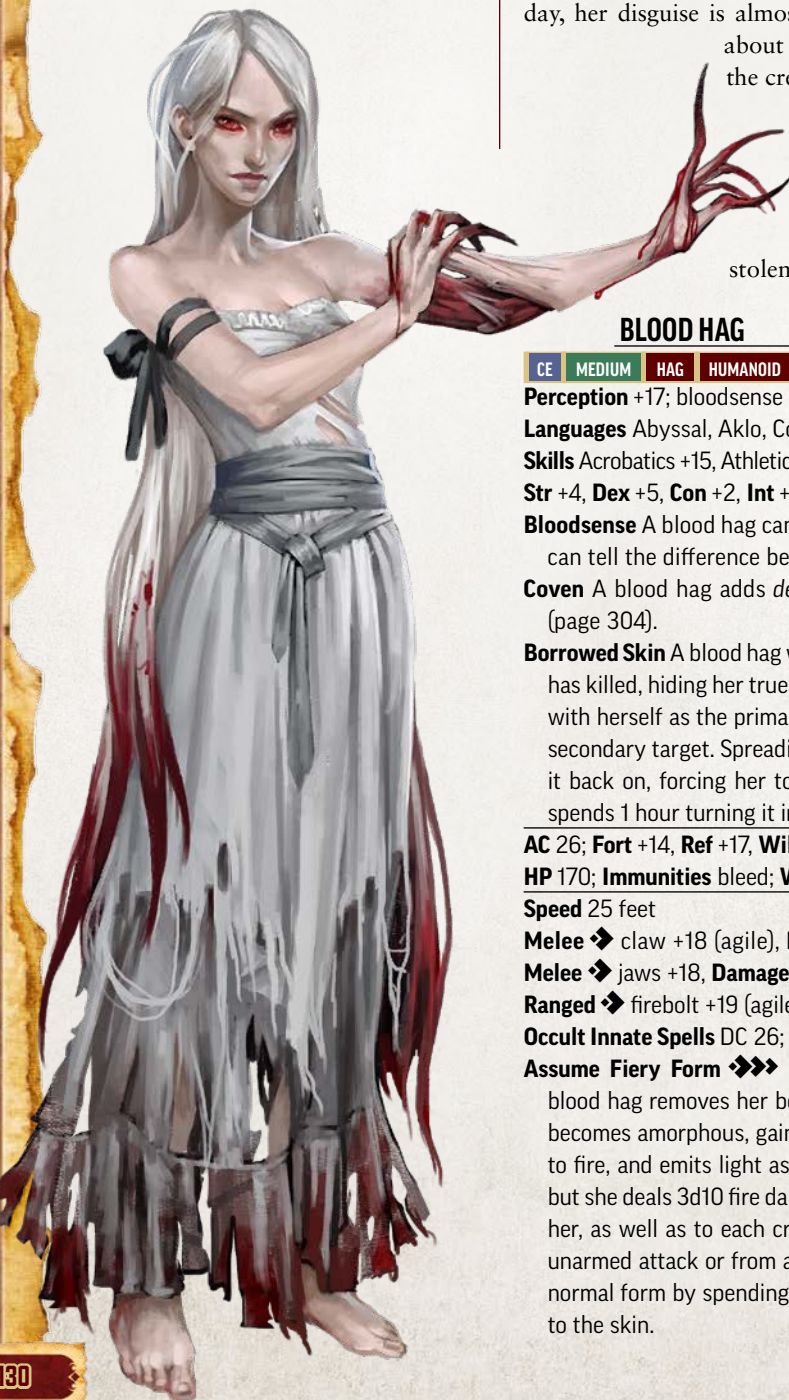 day, her disguise is almos
about
the cre
stolen
BLOOD HAG
CE MEDIUM HAG HUMANOID
Perception +17; bloodsense
Languages Abyssal, Aklo, Co
Skills Acrobatics +15, Athletic
Str +4, Dex +5, Con +2, Int +
Bloodsense A blood hag can
can tell the difference be
Coven A blood hag adds de
(page 304).
Borrowed Skin A blood hag w
has killed, hiding her true
with herself as the prima
secondary target. Spreadi
it back on, forcing her to
spends 1 hour turning it in
AC 26; Fort +14, Ref +17, Wil
HP 170; Immunities bleed; W
Speed 25 feet
Melee claw +18 (agile),
Melee jaws +18, Damage
Ranged firebolt +19 (agile
Occult Innate Spells DC 26;
Assume Fiery Form
blood hag removes her bo
becomes amorphous, gain
to fire, and emits light as
but she deals 3d10 fire da
her, as well as to each cr
unarmed attack or from a
normal form by spending
to the skin.
130